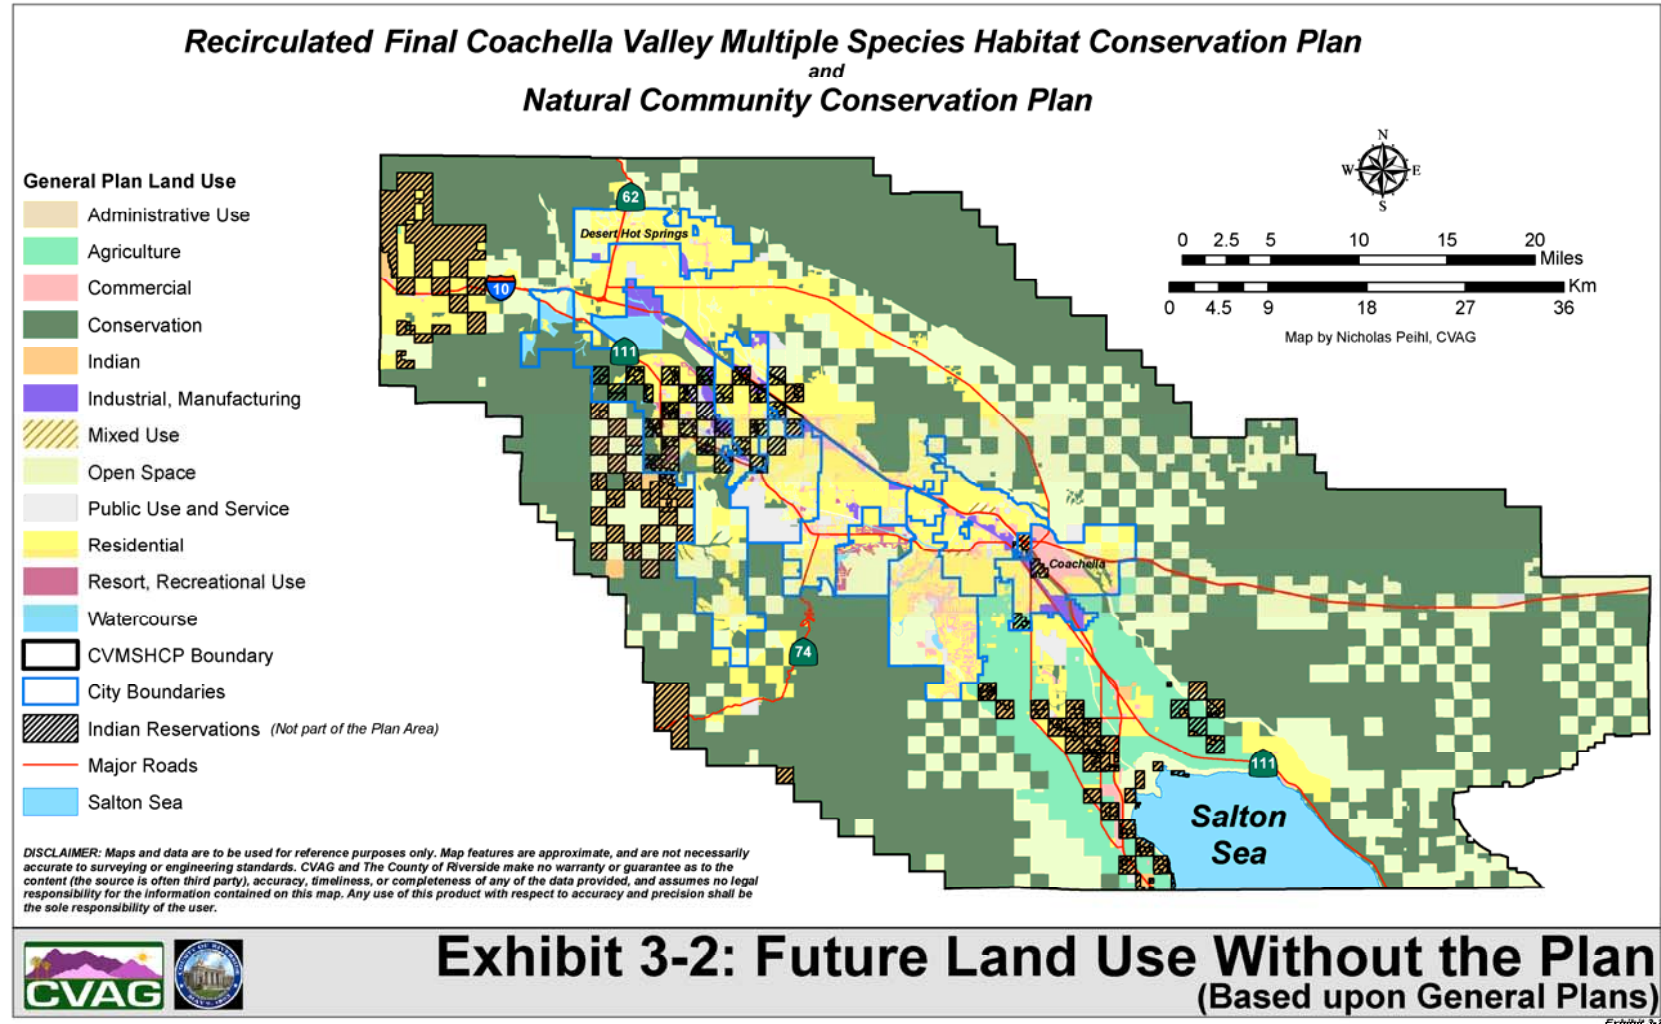 Recirculated Final Coachella Valley Multiple Species Habitat Conservation Plan
and
Natural Community Conservation Plan
General Plan Land Use
Administrative Use
Agriculture
Commercial
Conservation
Indian
Industrial, Manufacturing
Mixed Use
Open Space
Public Use and Service
Residential
Resort, Recreational Use
Watercourse
CVMSHCP Boundary
City Boundaries
Indian Reservations (Not part of the Plan Area)
Major Roads
Salton Sea
N
W E
S
0 2.5 5 10 15 20
Miles
Km
0 4.5 9 18 27 36
Map by Nicholas Peihl, CVAG
62
Desert Hot Springs
10
111
Coachella
74
111
Salton
Sea
DISCLAIMER: Maps and data are to be used for reference purposes only. Map features are approximate, and are not necessarily
accurate to surveying or engineering standards. CVAG and The County of Riverside make no warranty or guarantee as to the
content (the source is often third party), accuracy, timeliness, or completeness of any of the data provided, and assumes no legal
responsibility for the information contained on this map. Any use of this product with respect to accuracy and precision shall be
the sole responsibility of the user.
CVAG
Exhibit 3-2: Future Land Use Without the Plan
(Based upon General Plans)